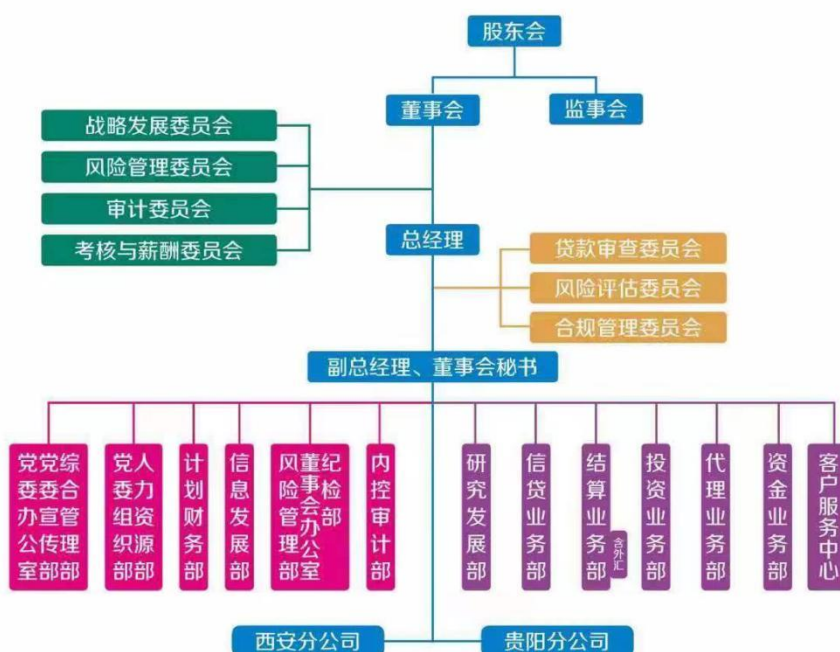 股东会
董事会
监事会
战略发展委员会
风险管理委员会
审计委员会
考核与薪酬委员会
总经理
贷款审查委员会
风险评估委员会
合规管理委员会
副总经理、董事会秘书
党委办公室
党委宣传部
综合管理部
党委组织部
人力资源部
计划财务部
信息发展部
风险管理部
董事会办公室
纪检部
内控审计部
研究发展部
信贷业务部
结算业务部
含外汇
投资业务部
代理业务部
资金业务部
客户服务中心
西安分公司
贵阳分公司